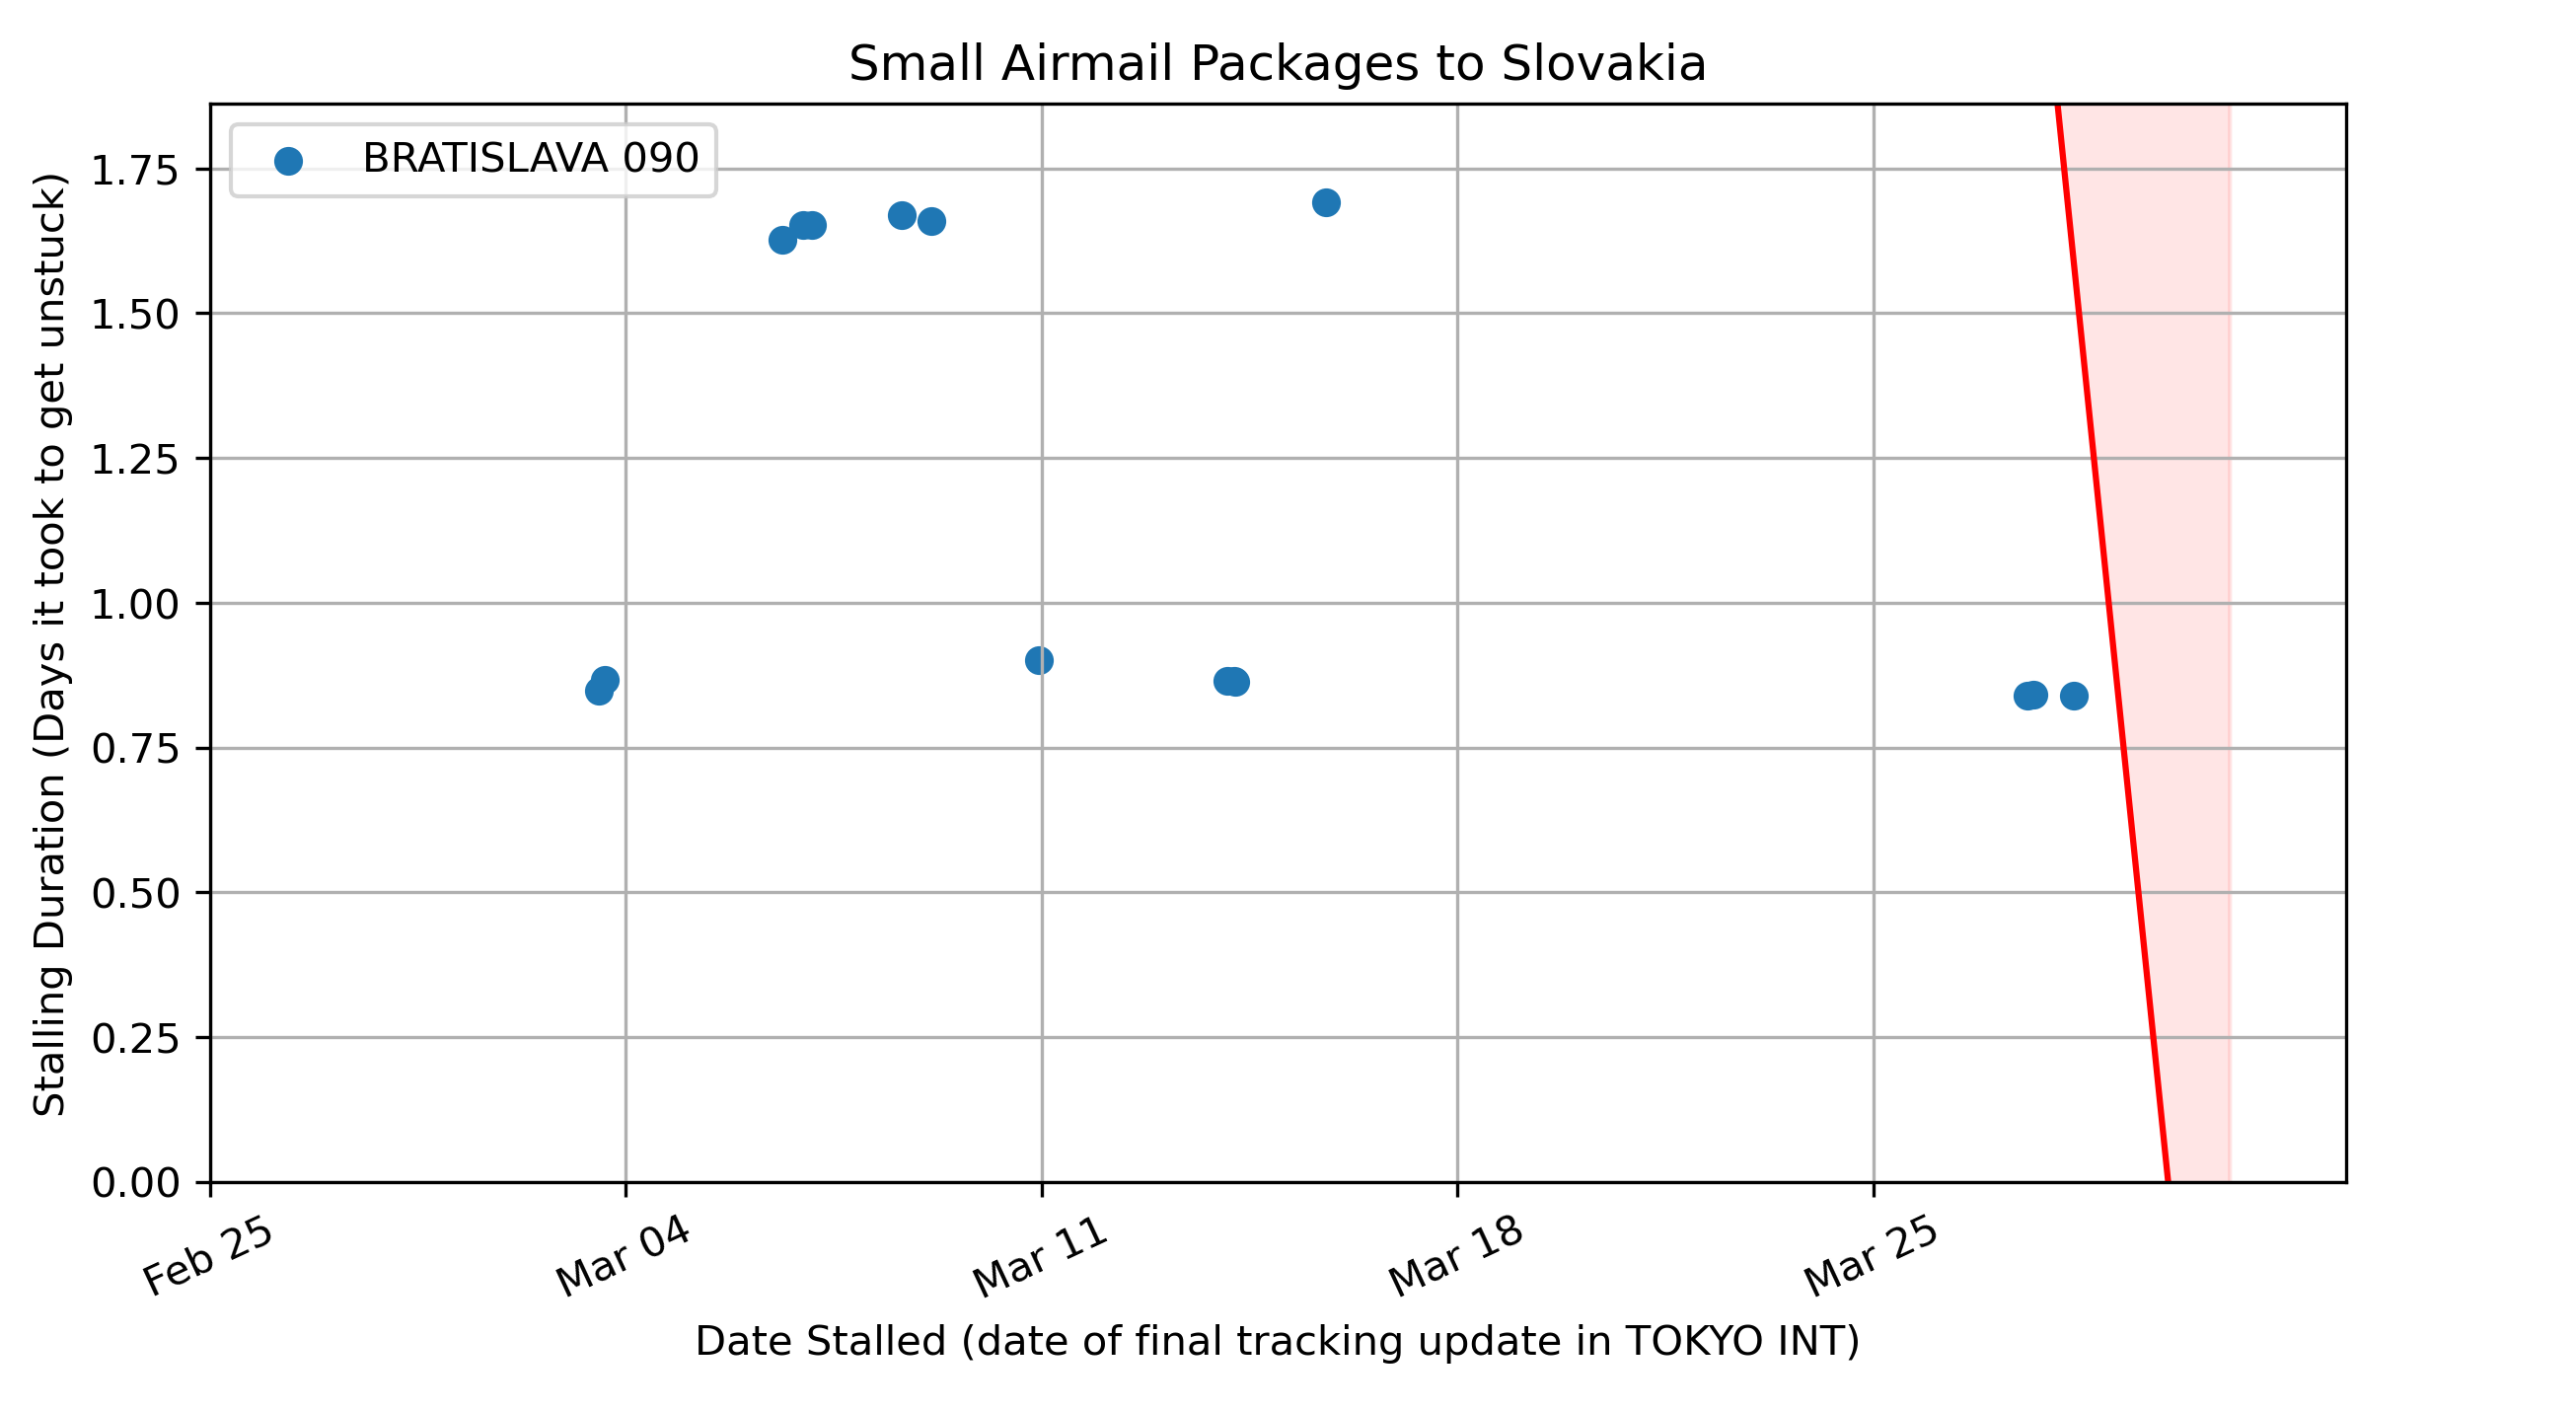 Small Airmail Packages to Slovakia
BRATISLAVA 090
Stalling Duration (Days it took to get unstuck)
1.75
1.50
1.25
1.00
0.75
0.50
0.25
0.00
Feb 25
Mar 04
Mar 11
Mar 18
Mar 25
Date Stalled (date of final tracking update in TOKYO INT)